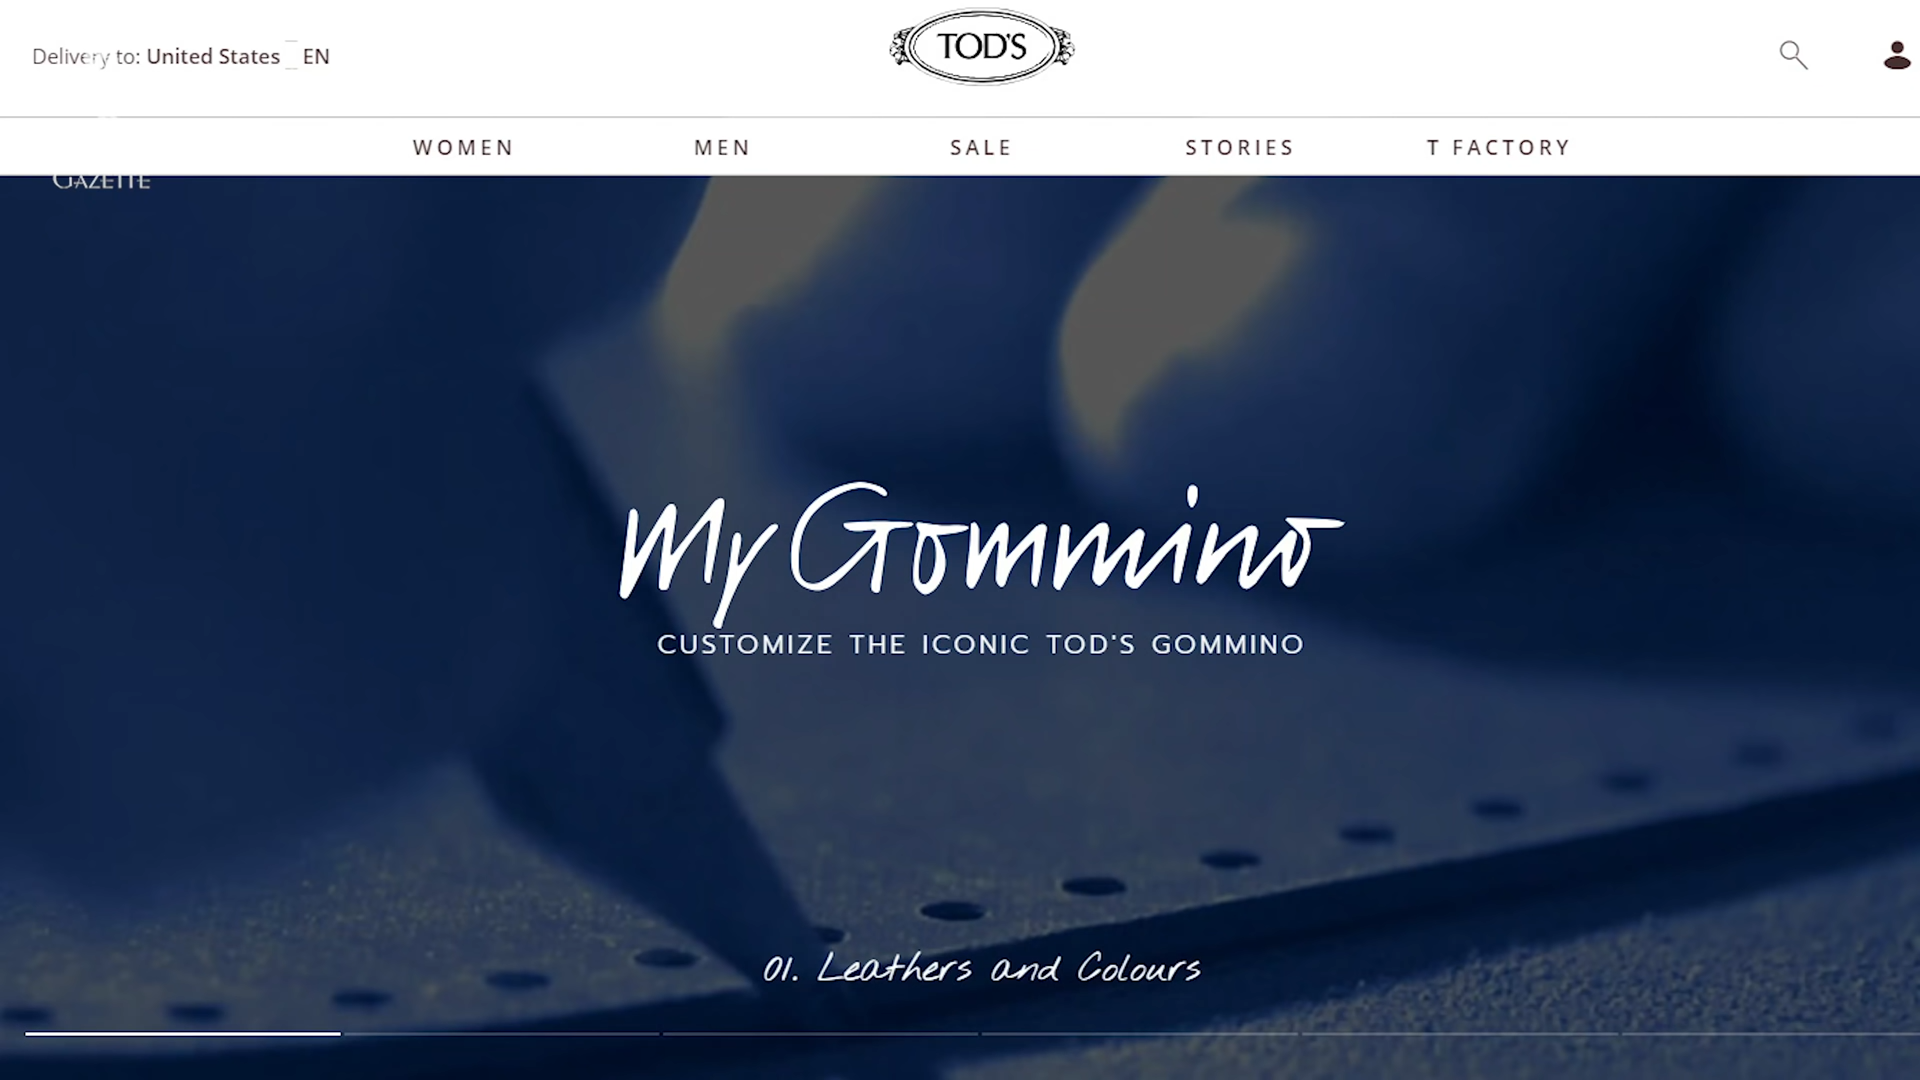 Delivery to: United States EN
TOD'S
WOMEN MEN SALE STORIES T FACTORY
GAZETTE
My Gommino
CUSTOMIZE THE ICONIC TOD'S GOMMINO
01. Leathers and Colours